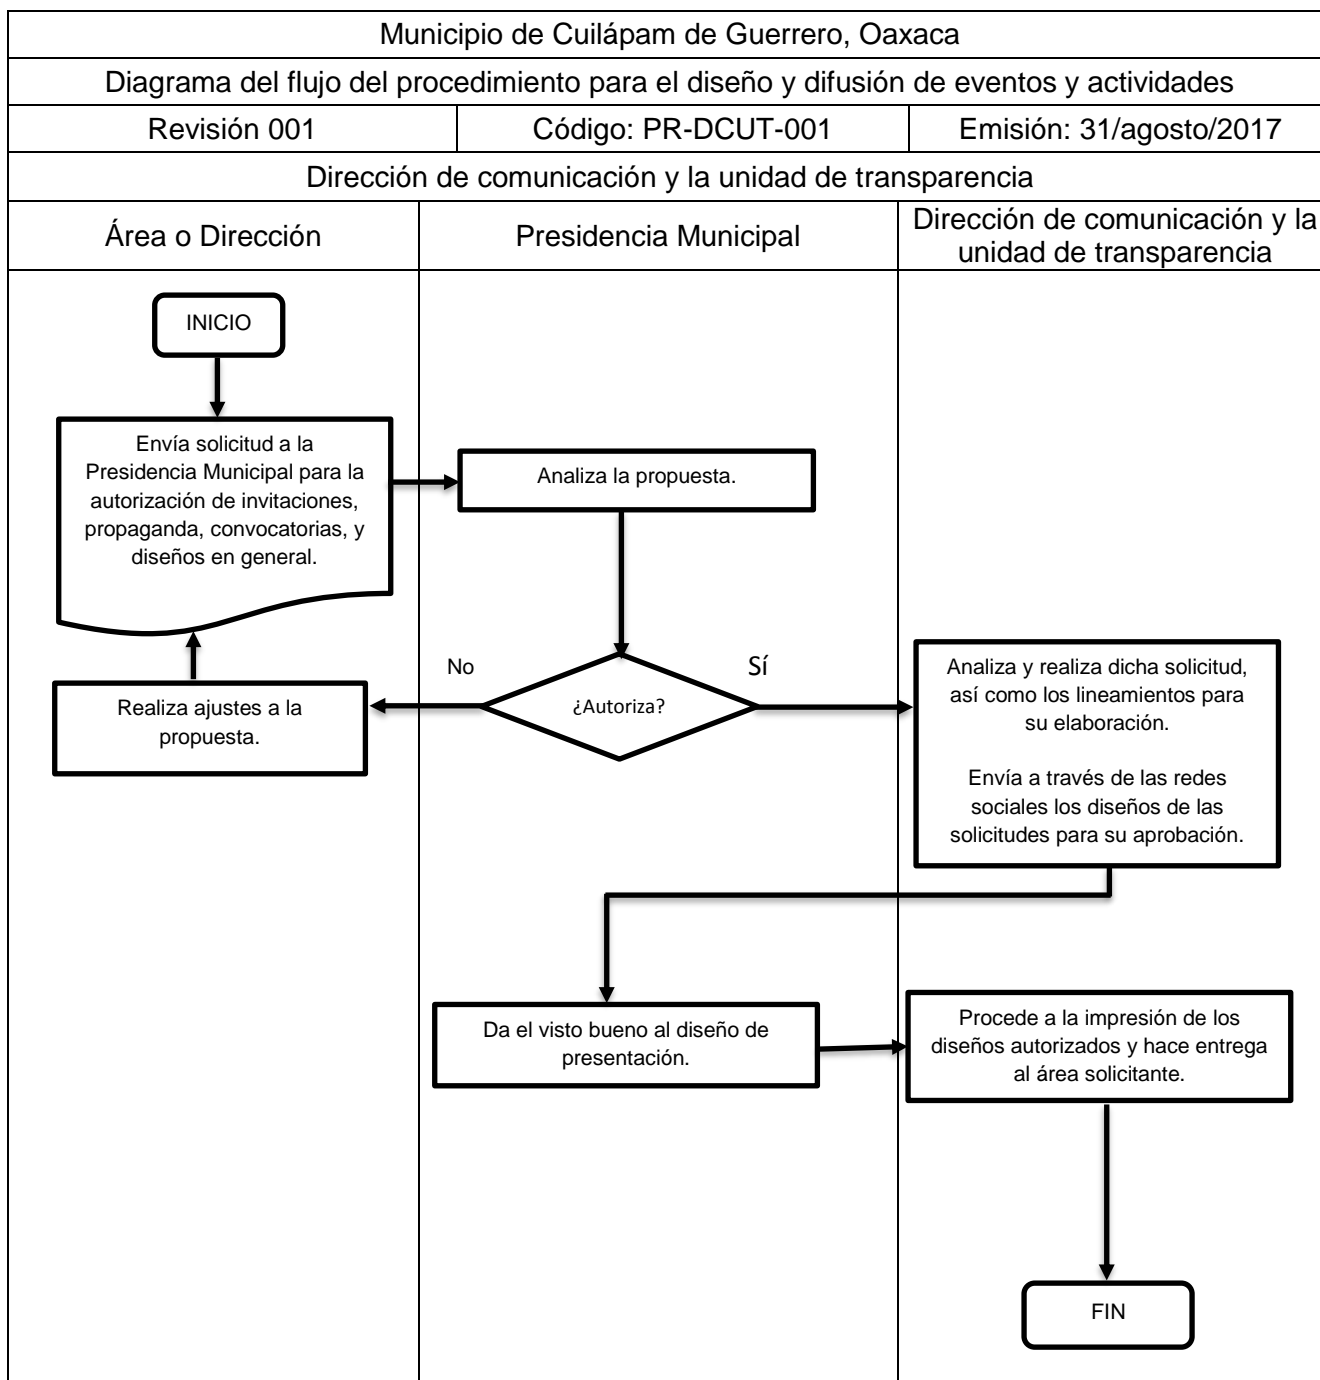 Municipio de Cuilápam de Guerrero, Oaxaca
Diagrama del flujo del procedimiento para el diseño y difusión de eventos y actividades
Revisión 001
Código: PR-DCUT-001
Emisión: 31/agosto/2017
Dirección de comunicación y la unidad de transparencia
Área o Dirección
Presidencia Municipal
Dirección de comunicación y la
unidad de transparencia
INICIO
Envía solicitud a la
Presidencia Municipal para la
autorización de invitaciones,
propaganda, convocatorias, y
diseños en general.
Analiza la propuesta.
¿Autoriza?
No
Sí
Realiza ajustes a la
propuesta.
Analiza y realiza dicha solicitud,
así como los lineamientos para
su elaboración.
Envía a través de las redes
sociales los diseños de las
solicitudes para su aprobación.
Da el visto bueno al diseño de
presentación.
Procede a la impresión de los
diseños autorizados y hace entrega
al área solicitante.
FIN